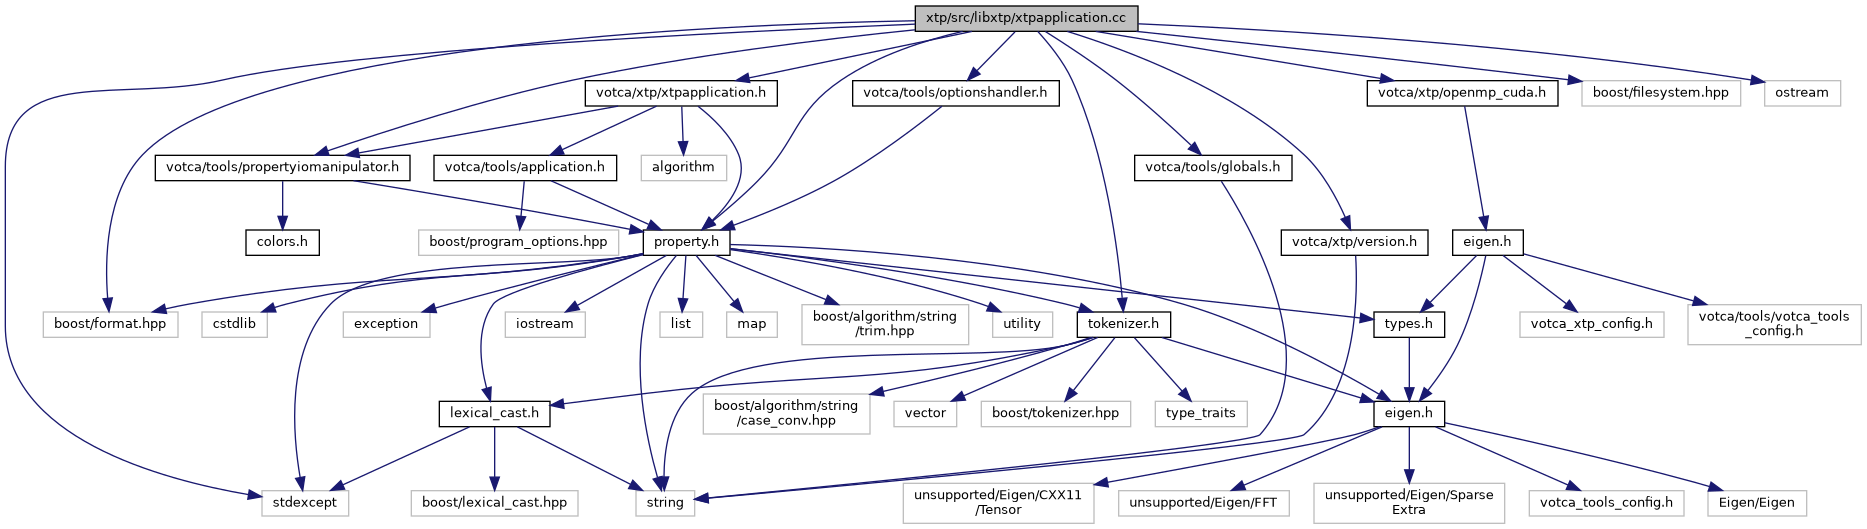 xtp/src/libxtp/xtpapplication.cc
votca/xtp/xtpapplication.h
votca/tools/optionshandler.h
votca/xtp/openmp_cuda.h
boost/filesystem.hpp
ostream
votca/tools/propertyiomanipulator.h
votca/tools/application.h
algorithm
votca/tools/globals.h
colors.h
boost/program_options.hpp
property.h
votca/xtp/version.h
eigen.h
boost/format.hpp
cstdlib
exception
iostream
list
map
boost/algorithm/string
/trim.hpp
utility
tokenizer.h
types.h
votca_xtp_config.h
votca/tools/votca_tools
_config.h
lexical_cast.h
boost/algorithm/string
/case_conv.hpp
vector
boost/tokenizer.hpp
type_traits
eigen.h
stdexcept
boost/lexical_cast.hpp
string
unsupported/Eigen/CXX11
/Tensor
unsupported/Eigen/FFT
unsupported/Eigen/Sparse
Extra
votca_tools_config.h
Eigen/Eigen